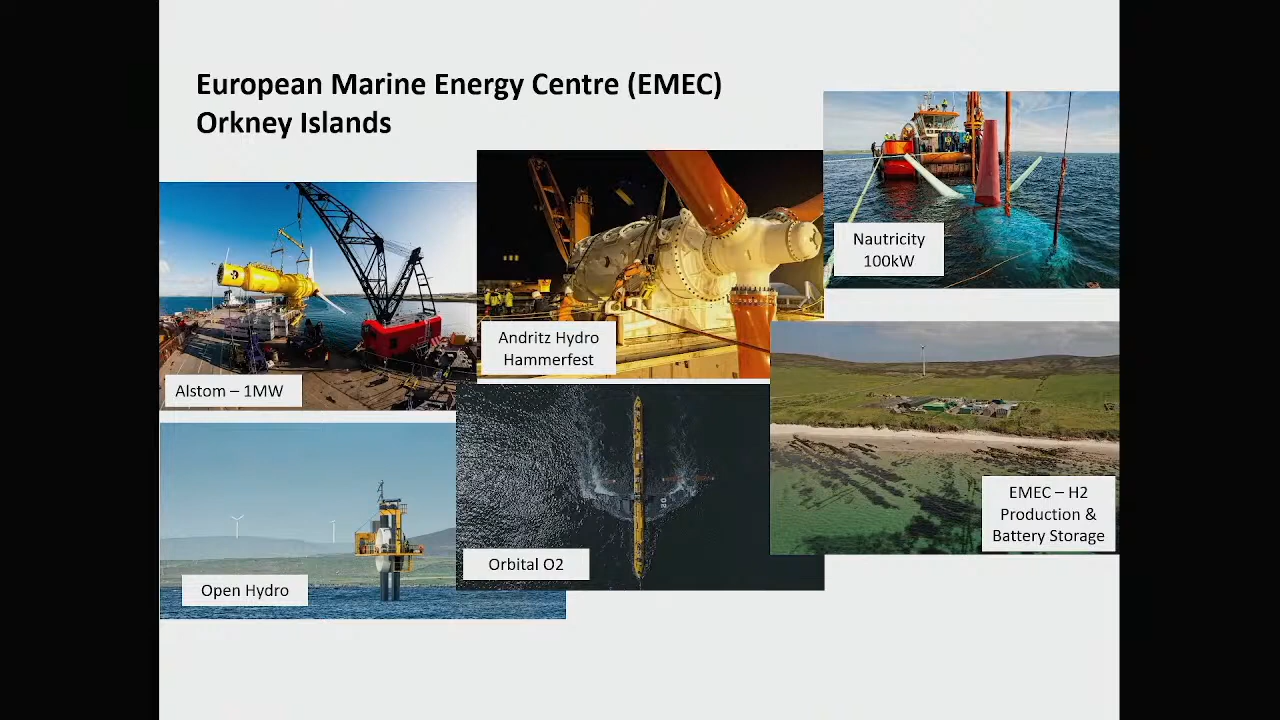 European Marine Energy Centre (EMEC)
Orkney Islands
Nautricity
100kW
Andritz Hydro
Hammerfest
Alstom – 1MW
EMEC – H2
Production &
Battery Storage
Orbital O2
Open Hydro